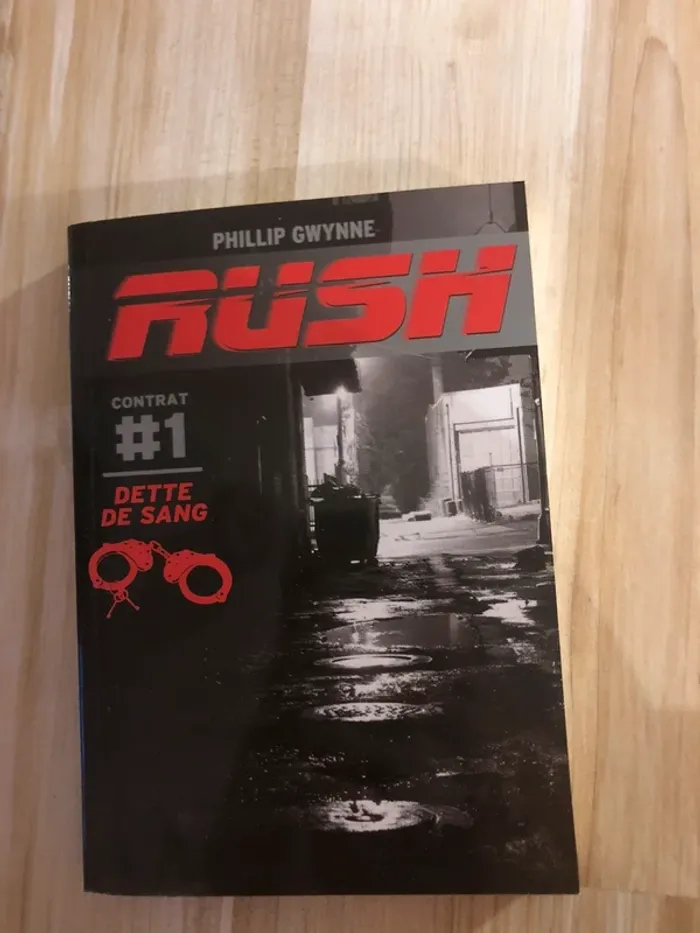 PHILLIP GWYNNE
RUSH
CONTRAT
#1
DETTE
DE SANG